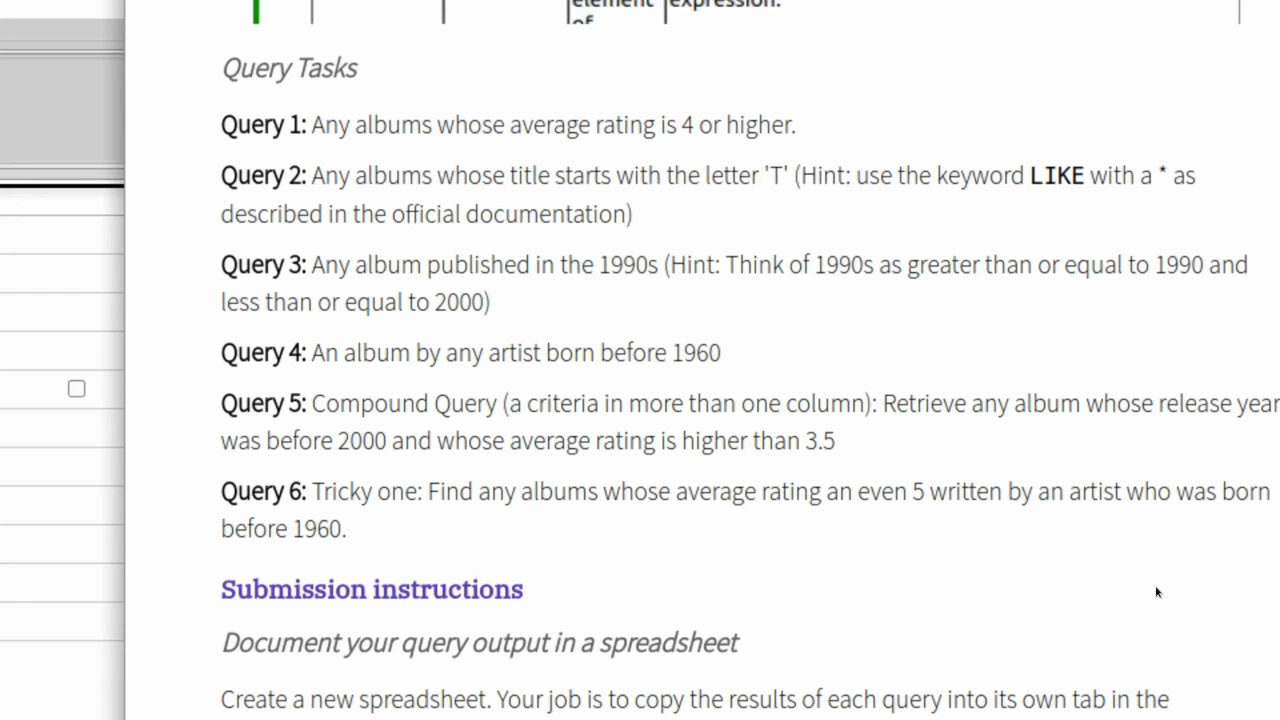 element
expression.
of
Query Tasks
Query 1: Any albums whose average rating is 4 or higher.
Query 2: Any albums whose title starts with the letter 'T' (Hint: use the keyword LIKE with a * as
described in the official documentation)
Query 3: Any album published in the 1990s (Hint: Think of 1990s as greater than or equal to 1990 and
less than or equal to 2000)
Query 4: An album by any artist born before 1960
Query 5: Compound Query (a criteria in more than one column): Retrieve any album whose release year
was before 2000 and whose average rating is higher than 3.5
Query 6: Tricky one: Find any albums whose average rating an even 5 written by an artist who was born
before 1960.
Submission instructions
Document your query output in a spreadsheet
Create a new spreadsheet. Your job is to copy the results of each query into its own tab in the